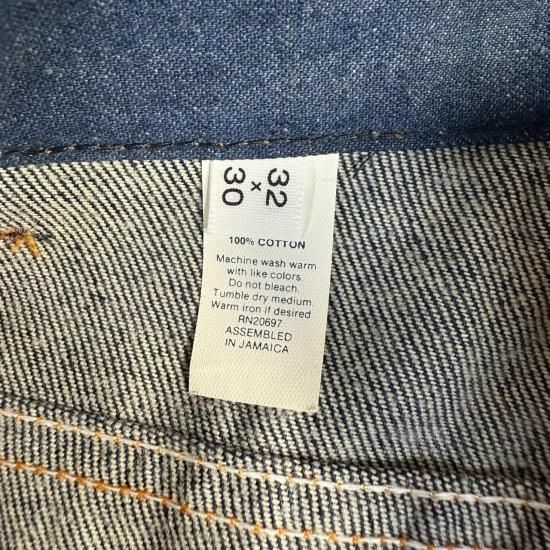 32
×
30
100% COTTON
Machine wash warm
with like colors.
Do not bleach.
Tumble dry medium.
Warm iron if desired.
RN20697
ASSEMBLED
IN JAMAICA